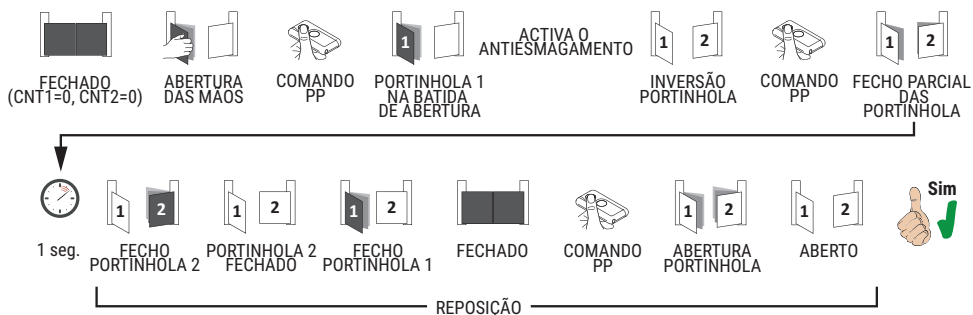 1
ACTIVA O
ANTIESMAGAMENTO
1 2
1 2
FECHADO
(CNT1=0, CNT2=0)
ABERTURA
DAS MÃOS
COMANDO
PP
PORTINHOLA 1
NA BATIDA
DE ABERTURA
INVERSÃO
PORTINHOLA
COMANDO
PP
FECHO PARCIAL
DAS
PORTINHOLA
1 2
1 2
1 2
1 2
1 2
Sim
1 seg.
FECHO
PORTINHOLA 2
PORTINHOLA 2
FECHADO
FECHO
PORTINHOLA 1
FECHADO
COMANDO
PP
ABERTURA
PORTINHOLA
ABERTO
REPOSIÇÃO